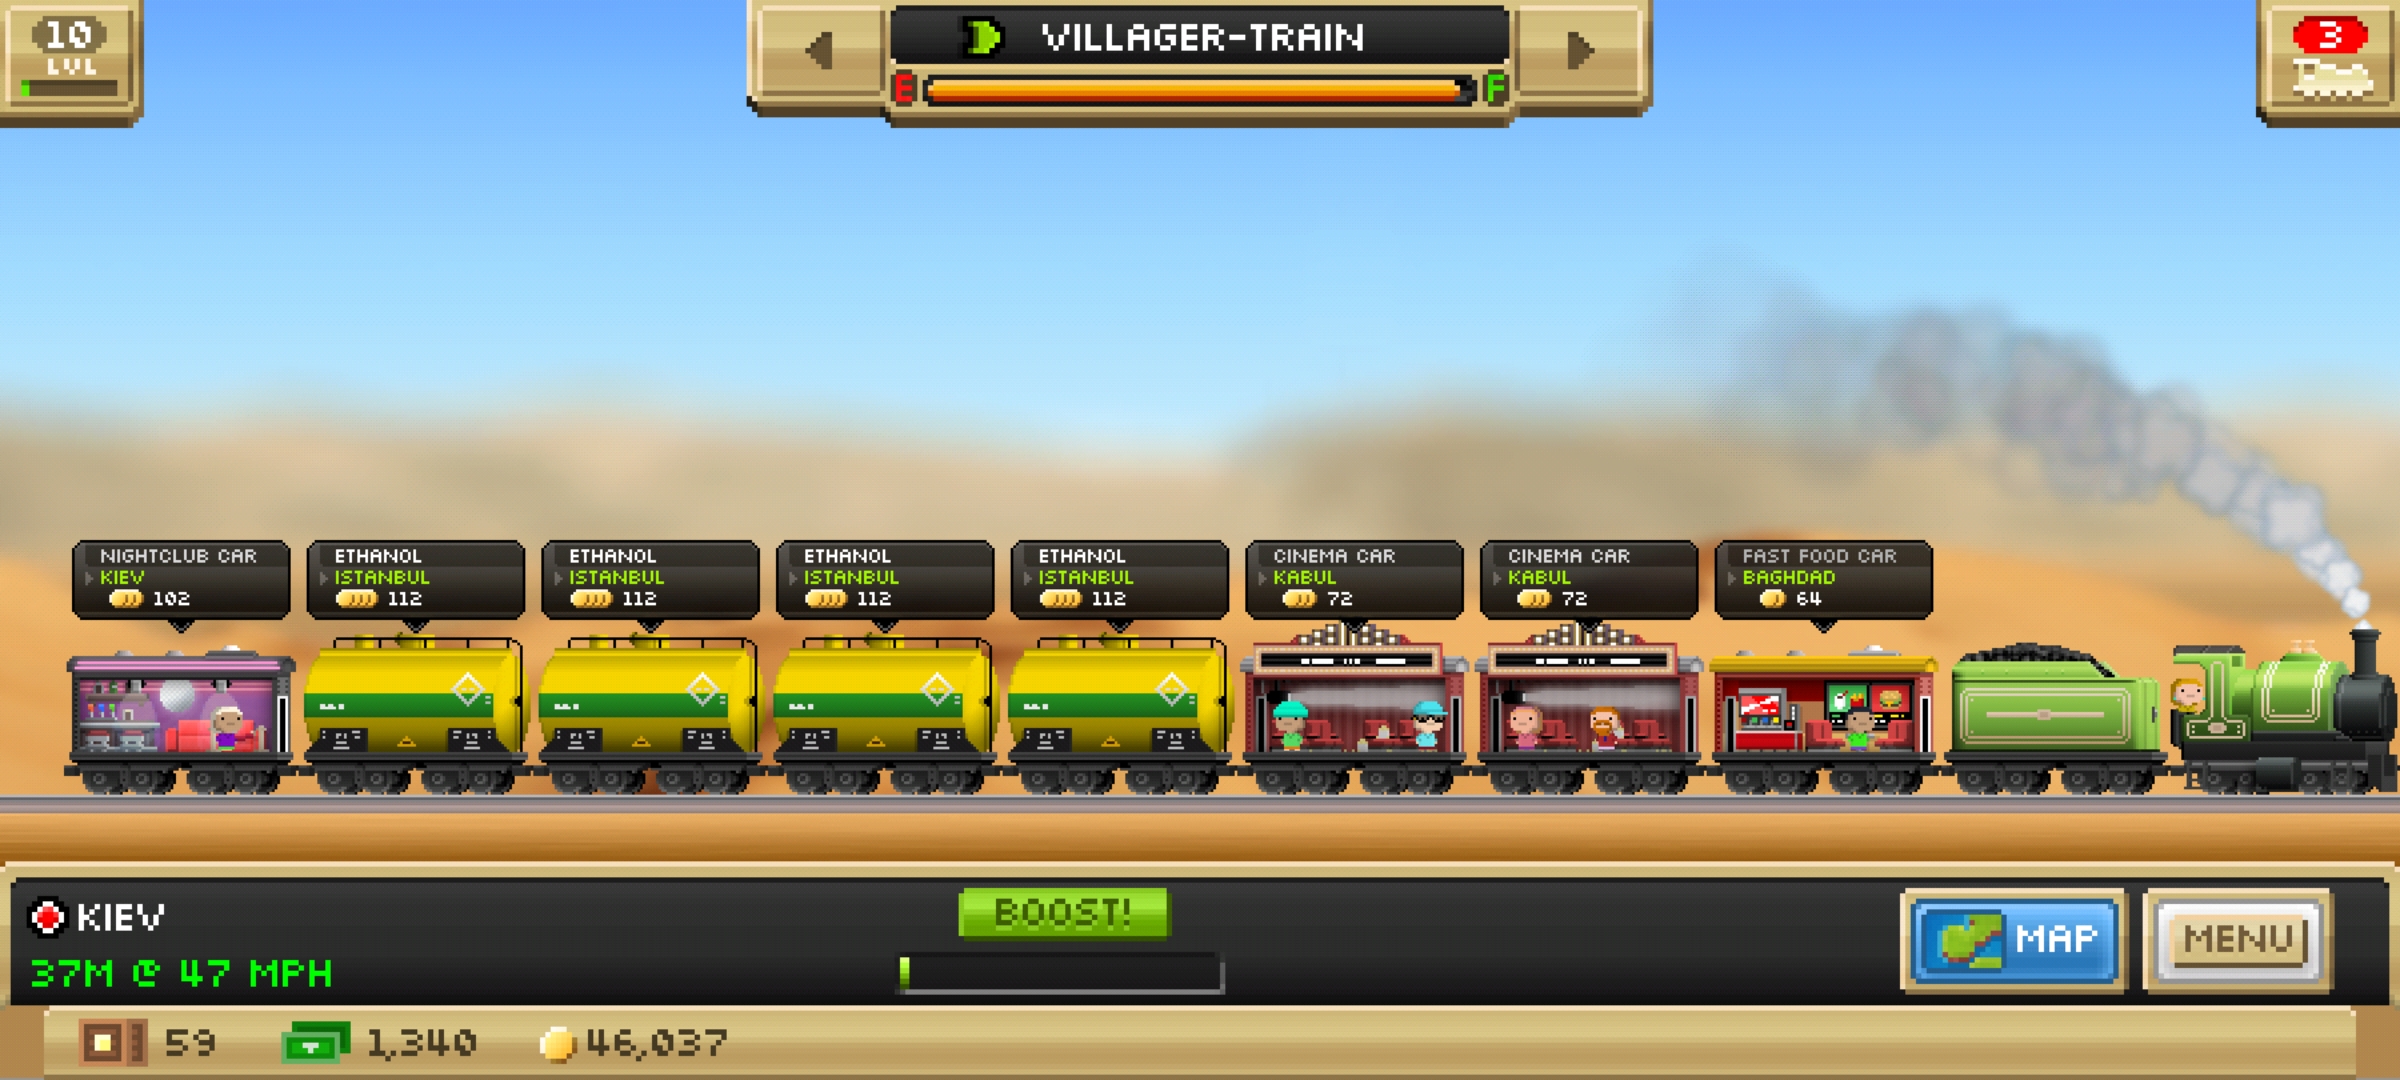 10
LVL
VILLAGER-TRAIN
E F
3
NIGHTCLUB CAR
KIEV
102
ETHANOL
ISTANBUL
112
ETHANOL
ISTANBUL
112
ETHANOL
ISTANBUL
112
ETHANOL
ISTANBUL
112
CINEMA CAR
KABUL
72
CINEMA CAR
KABUL
72
FAST FOOD CAR
BAGHDAD
64
KIEV
37M @ 47 MPH
BOOST!
MAP
MENU
59 1,340 46,037